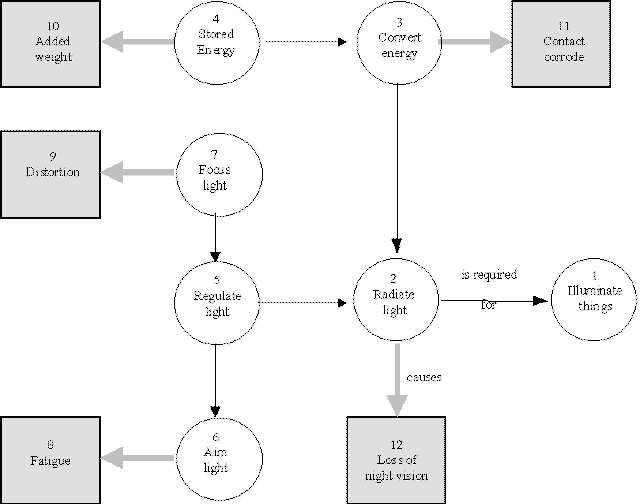 10
Added
weight
4
Stored
Energy
3
Convert
energy
11
Contact
corrode
9
Distortion
7
Focus
light
5
Regulate
light
2
Radiate
light
is required
for
1
Illuminate
things
causes
8
Fatigue
6
Aim
light
12
Loss of
night vision